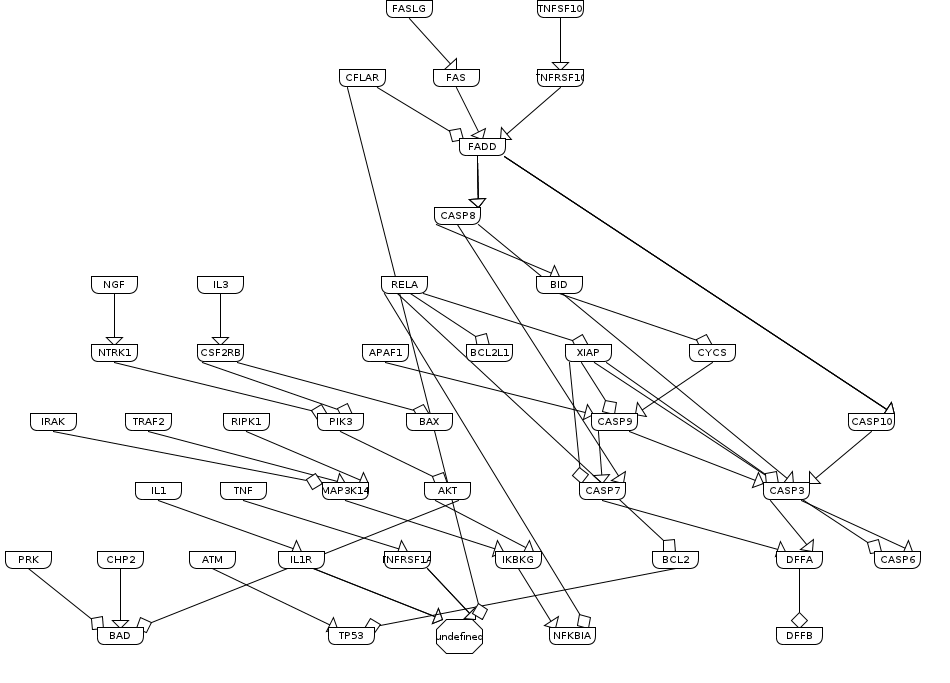 FASLG
TNFSF10
CFLAR
FAS
TNFRSF10
FADD
CASP8
NGF
IL3
RELA
BID
NTRK1
CSF2RB
APAF1
BCL2L1
XIAP
CYCS
IRAK
TRAF2
RIPK1
PIK3
BAX
CASP9
CASP10
IL1
TNF
MAP3K14
AKT
CASP7
CASP3
PRK
CHP2
ATM
IL1R
TNFRSF1A
IKBKG
BCL2
DFFA
CASP6
BAD
TP53
undefined
NFKBIA
DFFB